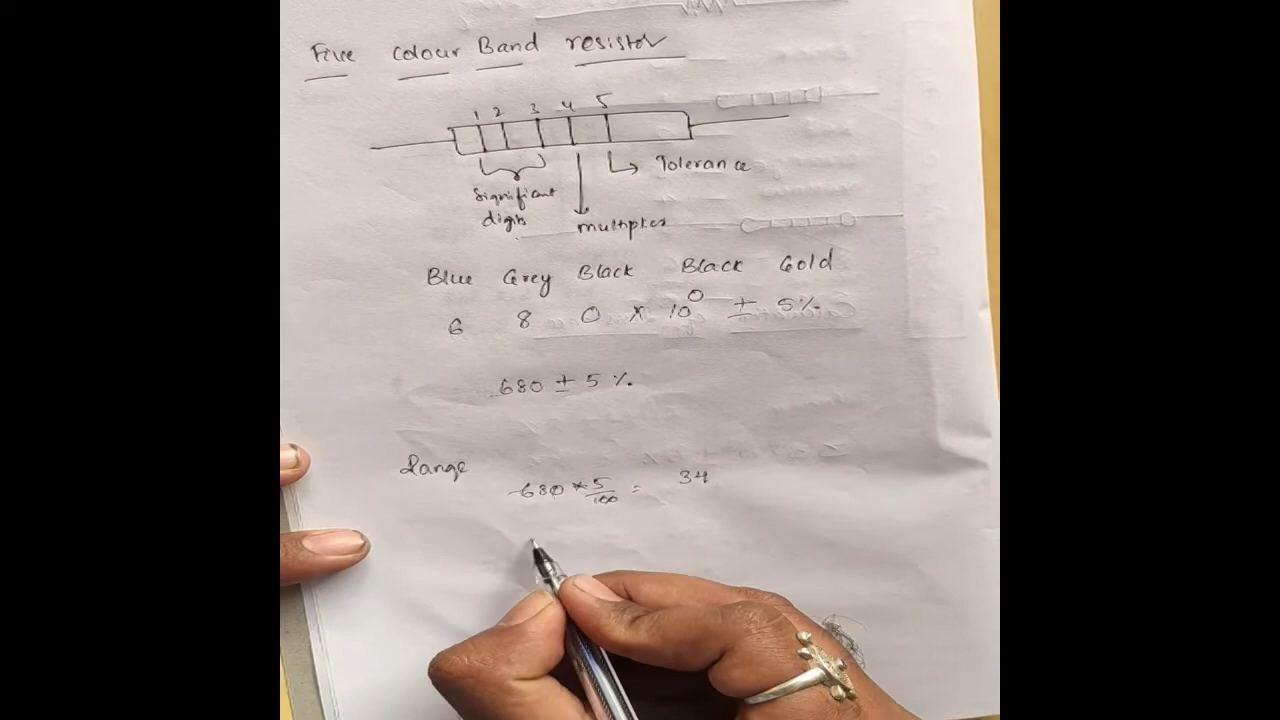 Five Colour Band resistor
1 2 3 4 5
Tolerance
Significant
digits
multiplier
Blue Grey Black Black Gold
6 8 0 × 10⁰ ± 5%
680 ± 5 %
Range
680 * 5/100 = 34